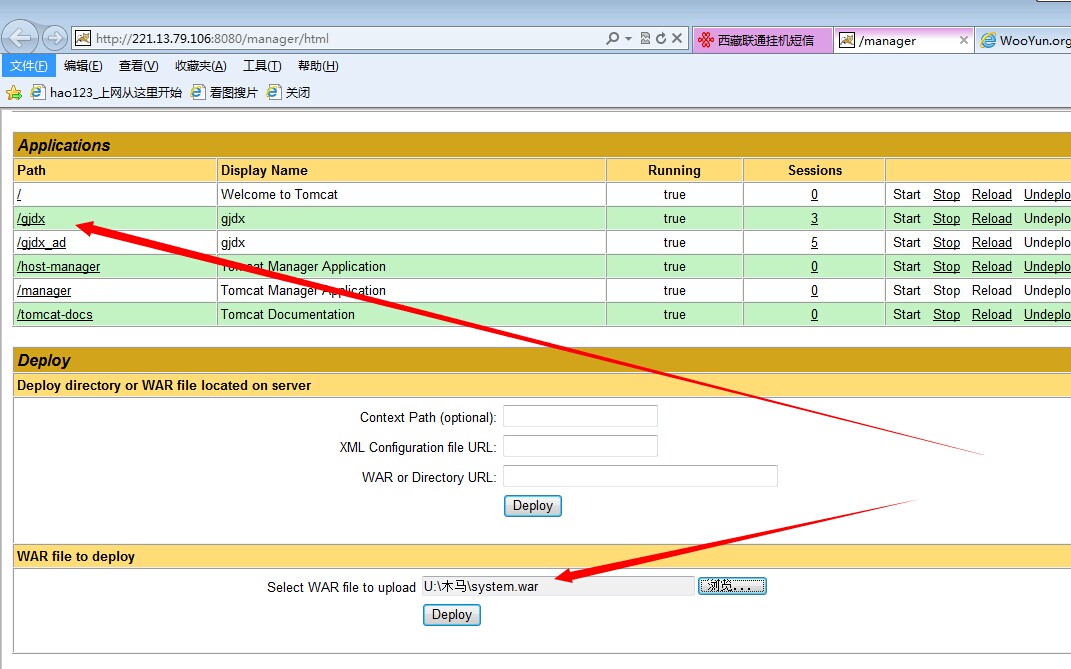 http://221.13.79.106:8080/manager/html
西藏联通挂机短信
/manager
WooYun.org
文件(F) 编辑(E) 查看(V) 收藏夹(A) 工具(T) 帮助(H)
hao123_上网从这里开始 看图搜片 关闭
Applications
Path Display Name Running Sessions
/ Welcome to Tomcat true 0 Start Stop Reload Undeplo
/gjdx gjdx true 3 Start Stop Reload Undeplo
/gjdx_ad gjdx true 5 Start Stop Reload Undeplo
/host-manager Tomcat Manager Application true 0 Start Stop Reload Undeplo
/manager Tomcat Manager Application true 0 Start Stop Reload Undeplo
/tomcat-docs Tomcat Documentation true 0 Start Stop Reload Undeplo
Deploy
Deploy directory or WAR file located on server
Context Path (optional):
XML Configuration file URL:
WAR or Directory URL:
Deploy
WAR file to deploy
Select WAR file to upload U:\木马\system.war 浏览...
Deploy